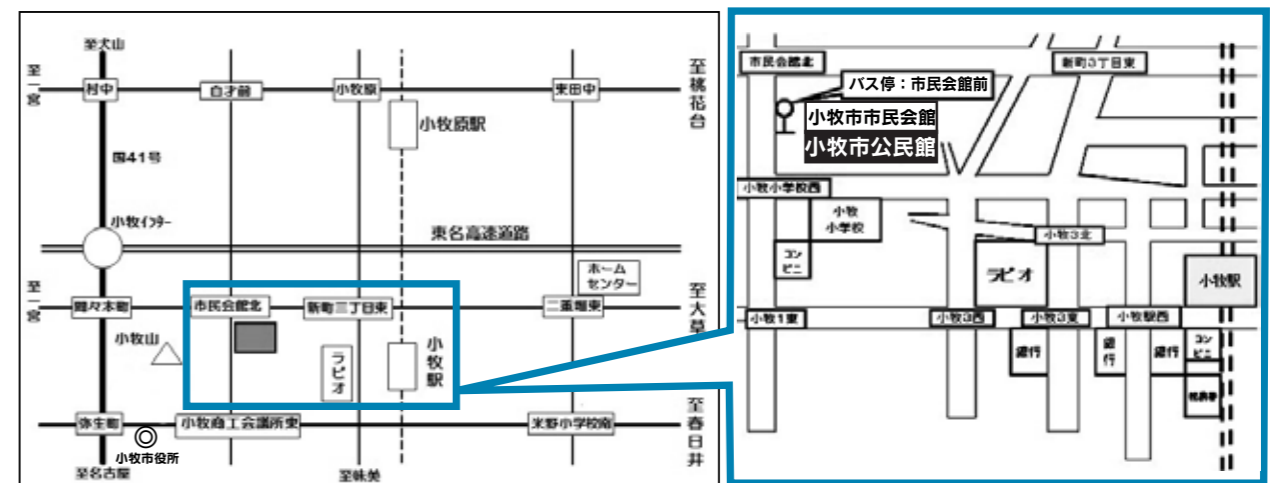 至犬山
至一宮
村中
白才前
小牧原
東田中
至桃花台
小牧原駅
国41号
小牧インター
東名高速道路
ホーム
センター
至一宮
間々本町
市民会館北
新町三丁目東
二重堀東
至大草
小牧山
ラピオ
小牧駅
弥生町
小牧商工会議所東
米野小学校南
至春日井
小牧市役所
至名古屋
至味美
市民会館北
新町3丁目東
バス停：市民会館前
小牧市市民会館
小牧市公民館
小牧小学校西
小牧
小学校
小牧3北
コン
ビニ
ラピオ
小牧駅
小牧1東
小牧3西
小牧3東
小牧駅西
銀行
銀行
銀行
コン
ビニ